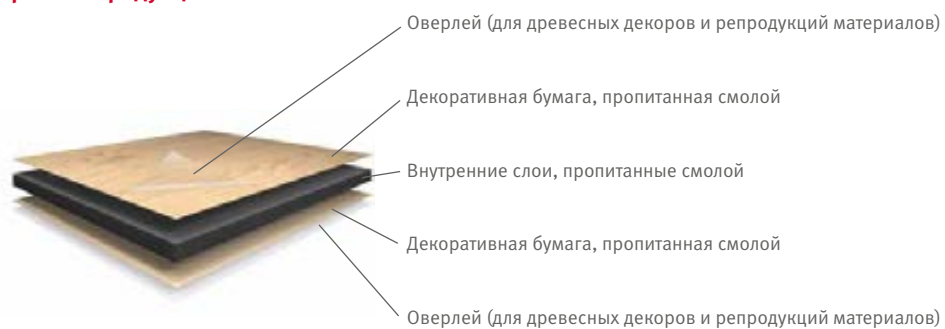 Оверлей (для древесных декоров и репродукций материалов)
Декоративная бумага, пропитанная смолой
Внутренние слои, пропитанные смолой
Декоративная бумага, пропитанная смолой
Оверлей (для древесных декоров и репродукций материалов)